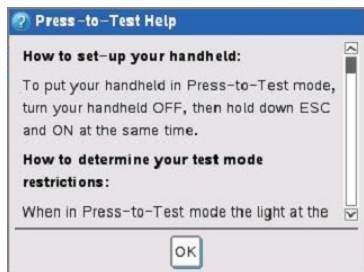 Press-to-Test Help
How to set-up your handheld:
To put your handheld in Press-to-Test mode,
turn your handheld OFF, then hold down ESC
and ON at the same time.
How to determine your test mode
restrictions:
When in Press-to-Test mode the light at the
OK